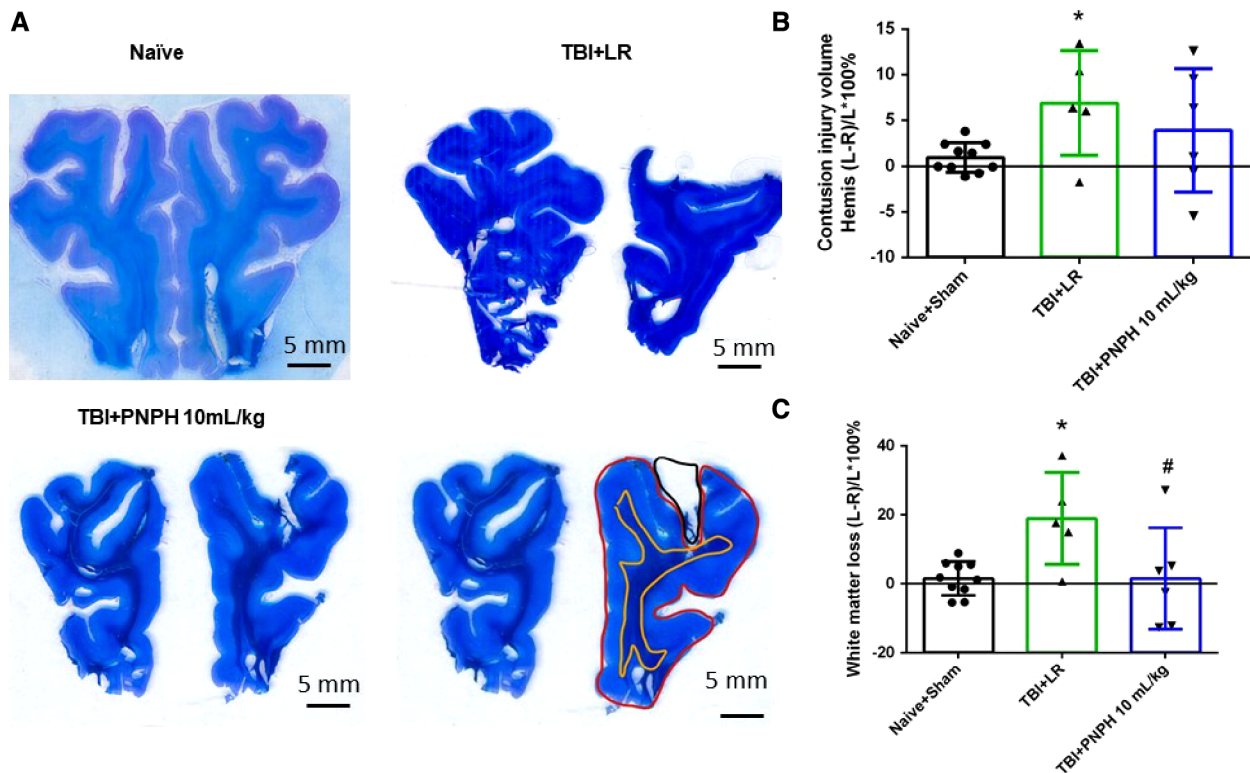 A
Naïve
TBI+LR
5 mm
5 mm
TBI+PNPH 10mL/kg
5 mm
5 mm
B
*
Contusion injury volume
Hemis (L-R)/L*100%
15
10
5
0
-5
-10
Naive+Sham
TBI+LR
TBI+PNPH 10 mL/kg
C
*
#
White matter loss (L-R)/L*100%
40
20
0
-20
Naive+Sham
TBI+LR
TBI+PNPH 10 mL/kg